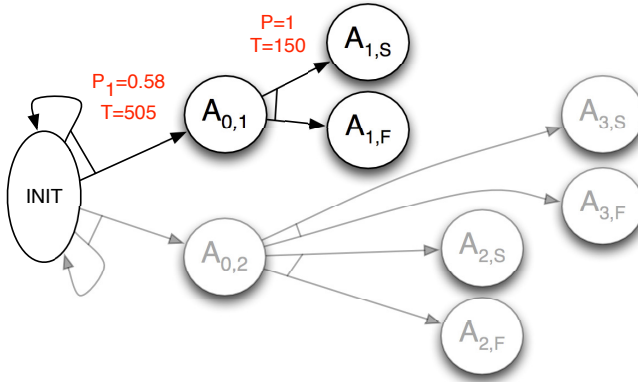 P=1
T=150
A1,S
P1=0.58
T=505
A0,1
A1,F
A3,S
INIT
A3,F
A0,2
A2,S
A2,F